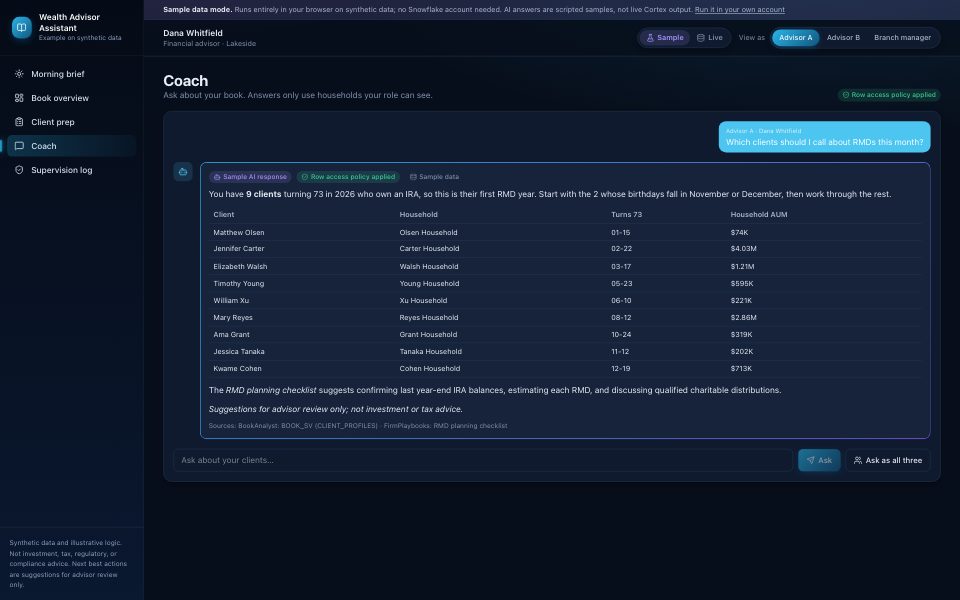 Wealth Advisor
Assistant
Example on synthetic data
Morning brief
Book overview
Client prep
Coach
Supervision log
Synthetic data and illustrative logic.
Not investment, tax, regulatory, or
compliance advice. Next best actions
are suggestions for advisor review
only.
Sample data mode. Runs entirely in your browser on synthetic data; no Snowflake account needed. AI answers are scripted samples, not live Cortex output. Run it in your own account
Dana Whitfield
Financial advisor · Lakeside
Sample Live View as Advisor A Advisor B Branch manager
Coach
Ask about your book. Answers only use households your role can see.
Row access policy applied
Advisor A · Dana Whitfield
Which clients should I call about RMDs this month?
Sample AI response Row access policy applied Sample data
You have 9 clients turning 73 in 2026 who own an IRA, so this is their first RMD year. Start with the 2 whose birthdays fall in November or December, then work through the rest.
Client Household Turns 73 Household AUM
Matthew Olsen Olsen Household 01-15 $74K
Jennifer Carter Carter Household 02-22 $4.03M
Elizabeth Walsh Walsh Household 03-17 $1.21M
Timothy Young Young Household 05-23 $595K
William Xu Xu Household 06-10 $221K
Mary Reyes Reyes Household 08-12 $2.86M
Ama Grant Grant Household 10-24 $319K
Jessica Tanaka Tanaka Household 11-12 $202K
Kwame Cohen Cohen Household 12-19 $713K
The RMD planning checklist suggests confirming last year-end IRA balances, estimating each RMD, and discussing qualified charitable distributions.
Suggestions for advisor review only; not investment or tax advice.
Sources: BookAnalyst: BOOK_SV (CLIENT_PROFILES) · FirmPlaybooks: RMD planning checklist
Ask about your clients...
Ask
Ask as all three